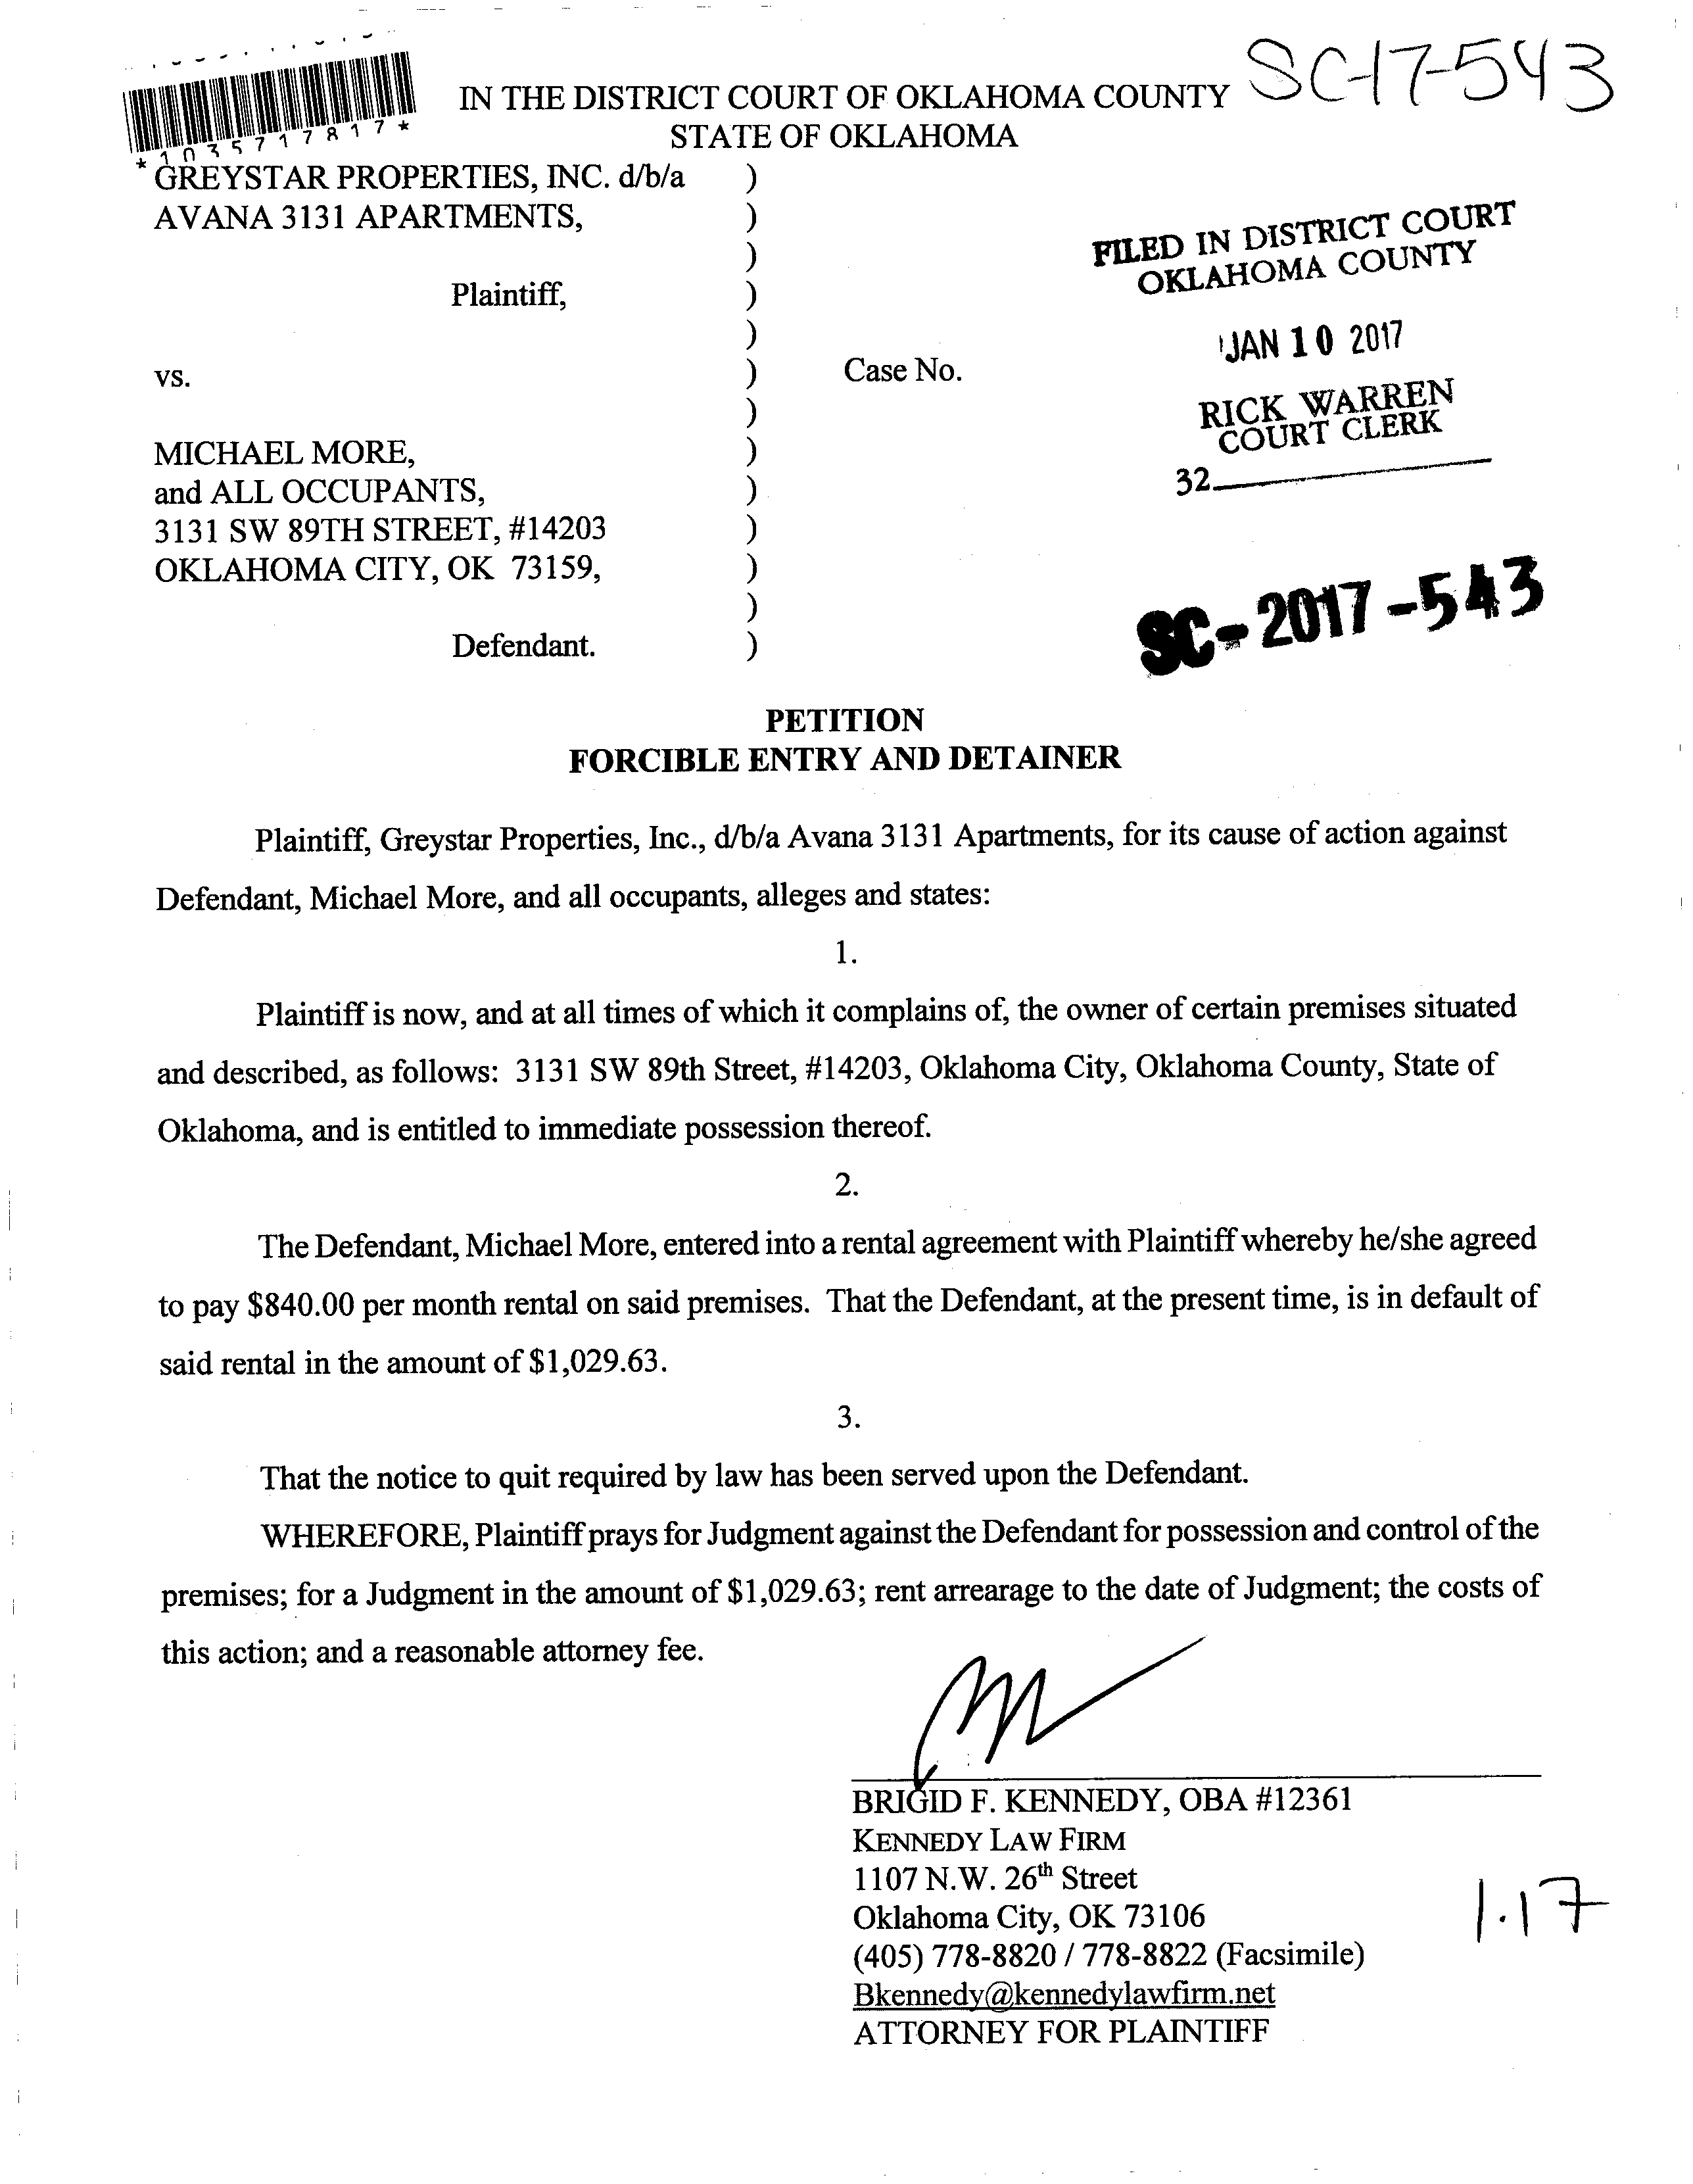 SC-17-543
IN THE DISTRICT COURT OF OKLAHOMA COUNTY
STATE OF OKLAHOMA
*1035717817*
GREYSTAR PROPERTIES, INC. d/b/a )
AVANA 3131 APARTMENTS, )
)
Plaintiff, )
)
vs. ) Case No.
)
MICHAEL MORE, )
and ALL OCCUPANTS, )
3131 SW 89TH STREET, #14203 )
OKLAHOMA CITY, OK 73159, )
)
Defendant. )
FILED IN DISTRICT COURT
OKLAHOMA COUNTY
JAN 10 2017
RICK WARREN
COURT CLERK
32
SC-2017-543
PETITION
FORCIBLE ENTRY AND DETAINER
Plaintiff, Greystar Properties, Inc., d/b/a Avana 3131 Apartments, for its cause of action against
Defendant, Michael More, and all occupants, alleges and states:
1.
Plaintiff is now, and at all times of which it complains of, the owner of certain premises situated
and described, as follows: 3131 SW 89th Street, #14203, Oklahoma City, Oklahoma County, State of
Oklahoma, and is entitled to immediate possession thereof.
2.
The Defendant, Michael More, entered into a rental agreement with Plaintiff whereby he/she agreed
to pay $840.00 per month rental on said premises. That the Defendant, at the present time, is in default of
said rental in the amount of $1,029.63.
3.
That the notice to quit required by law has been served upon the Defendant.
WHEREFORE, Plaintiff prays for Judgment against the Defendant for possession and control of the
premises; for a Judgment in the amount of $1,029.63; rent arrearage to the date of Judgment; the costs of
this action; and a reasonable attorney fee.
BRIGID F. KENNEDY, OBA #12361
KENNEDY LAW FIRM
1107 N.W. 26th Street
Oklahoma City, OK 73106
(405) 778-8820 / 778-8822 (Facsimile)
Bkennedy@kennedylawfirm.net
ATTORNEY FOR PLAINTIFF
1.17